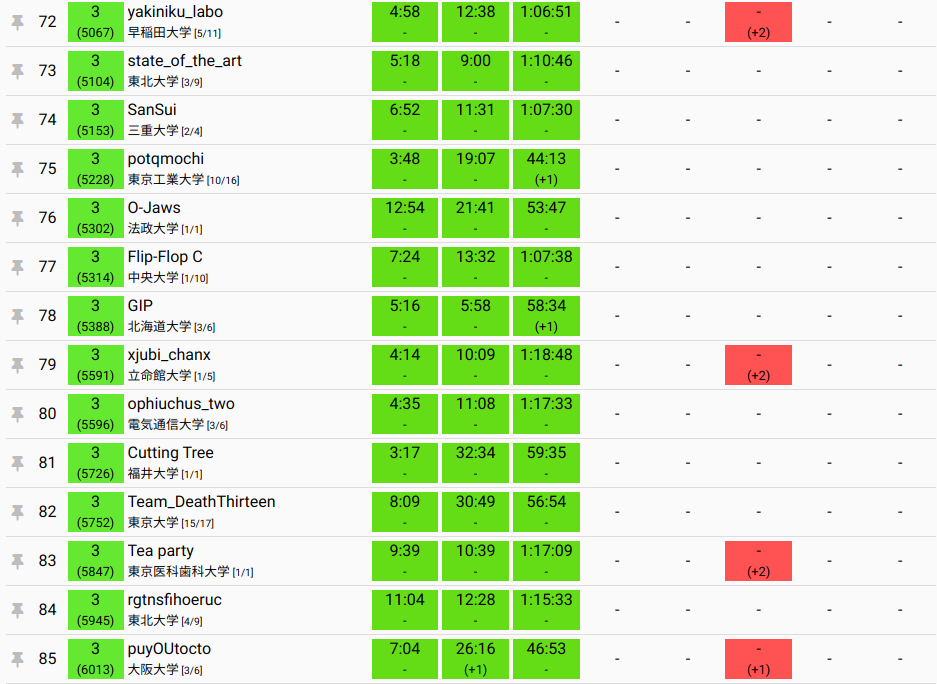 72 3 yakiniku_labo 4:58 12:38 1:06:51 - - - - -
(5067) 早稲田大学 [5/11] - - - (+2)
73 3 state_of_the_art 5:18 9:00 1:10:46 - - - - -
(5104) 東北大学 [3/9] - - -
74 3 SanSui 6:52 11:31 1:07:30 - - - - -
(5153) 三重大学 [2/4] - - -
75 3 potqmochi 3:48 19:07 44:13 - - - - -
(5228) 東京工業大学 [10/16] - - (+1)
76 3 O-Jaws 12:54 21:41 53:47 - - - - -
(5302) 法政大学 [1/1] - - -
77 3 Flip-Flop C 7:24 13:32 1:07:38 - - - - -
(5314) 中央大学 [1/10] - - -
78 3 GIP 5:16 5:58 58:34 - - - - -
(5388) 北海道大学 [3/6] - - (+1)
79 3 xjubi_chanx 4:14 10:09 1:18:48 - - - - -
(5591) 立命館大学 [1/5] - - - (+2)
80 3 ophiuchus_two 4:35 11:08 1:17:33 - - - - -
(5596) 電気通信大学 [3/6] - - -
81 3 Cutting Tree 3:17 32:34 59:35 - - - - -
(5726) 福井大学 [1/1] - - -
82 3 Team_DeathThirteen 8:09 30:49 56:54 - - - - -
(5752) 東京大学 [15/17] - - -
83 3 Tea party 9:39 10:39 1:17:09 - - - - -
(5847) 東京医科歯科大学 [1/1] - - - (+2)
84 3 rgtnsfihoeruc 11:04 12:28 1:15:33 - - - - -
(5945) 東北大学 [4/9] - - -
85 3 puyOUtocto 7:04 26:16 46:53 - - - - -
(6013) 大阪大学 [3/6] - (+1) - (+1)